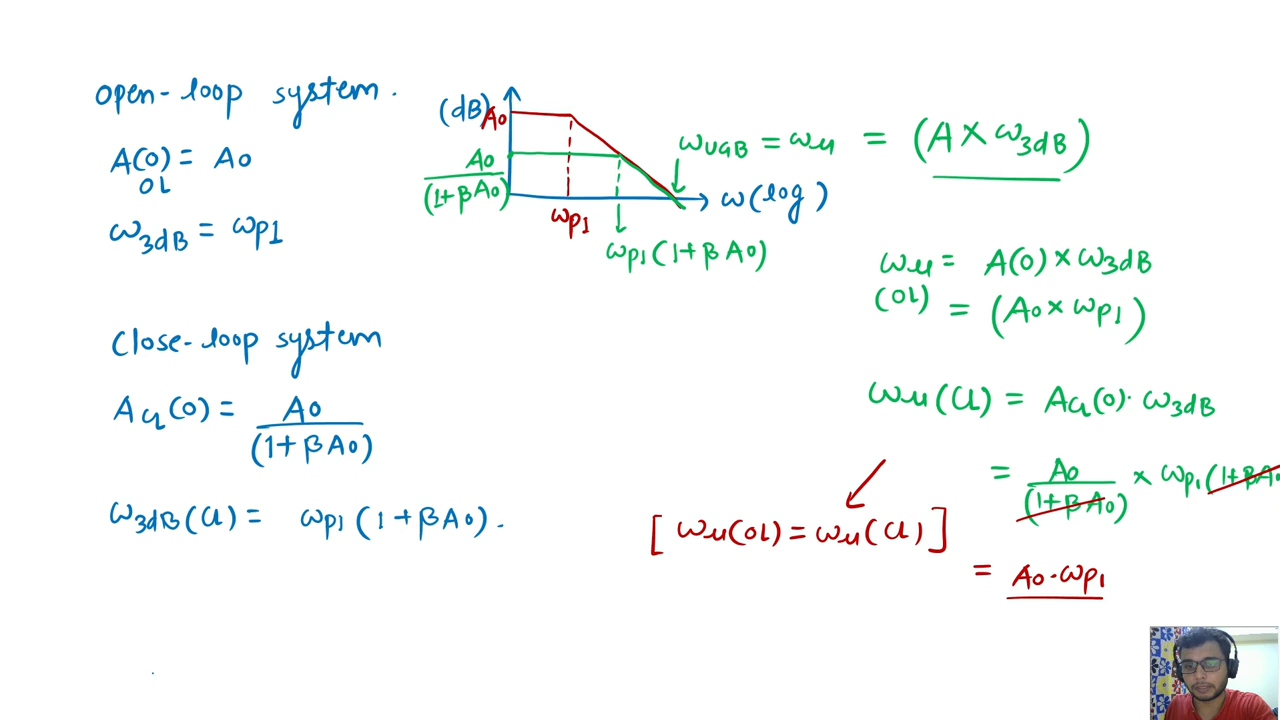 open-loop system.
A(0) = A0
OL
ω3dB = ωp1
(dB)
A0
A0
(1+βA0)
ωp1
ωp1(1+βA0)
ω(log)
ωUGB = ωu = (A × ω3dB)
ωu = A(0) × ω3dB
(OL) = (A0 × ωp1)
Close-loop system
ACL(0) = A0
(1+βA0)
ω3dB(CL) = ωp1(1+βA0).
ωu(CL) = ACL(0)·ω3dB
= A0 × ωp1(1+βA0
(1+βA0)
[ωu(OL) = ωu(CL)]
= A0·ωp1